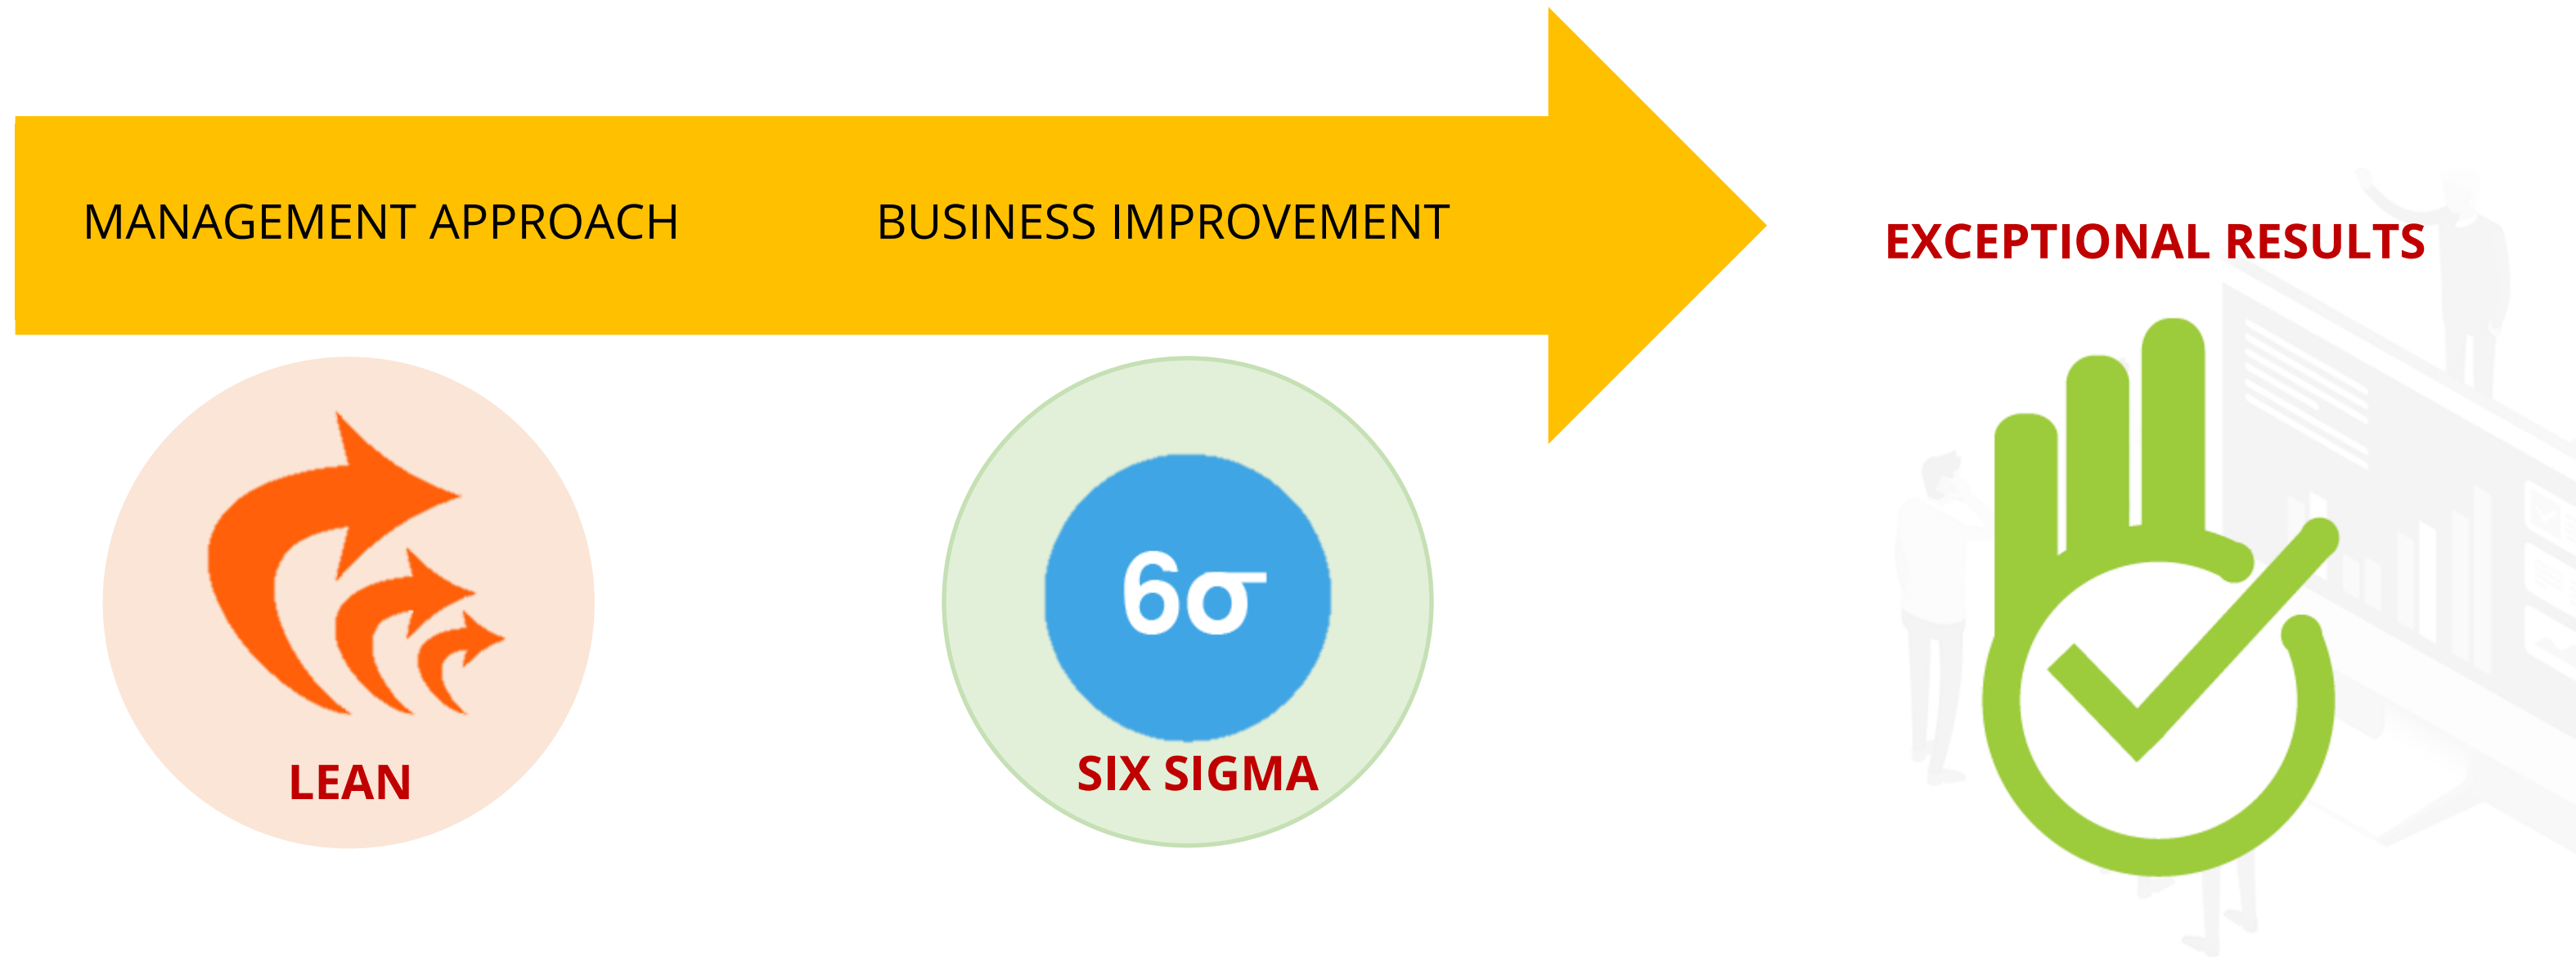 MANAGEMENT APPROACH
BUSINESS IMPROVEMENT
EXCEPTIONAL RESULTS
6σ
LEAN
SIX SIGMA